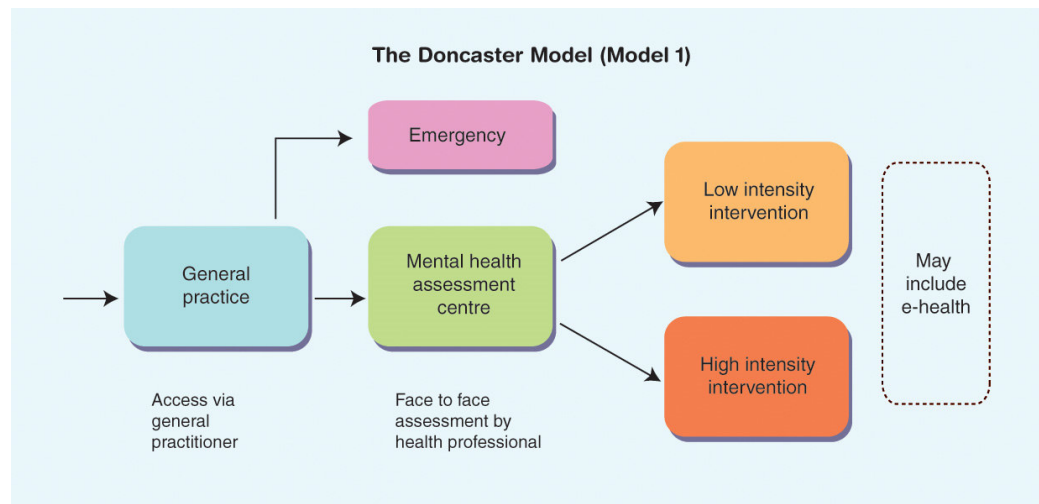 The Doncaster Model (Model 1)
Emergency
Low intensity
intervention
General
practice
Mental health
assessment
centre
May
include
e-health
High intensity
intervention
Access via
general
practitioner
Face to face
assessment by
health professional